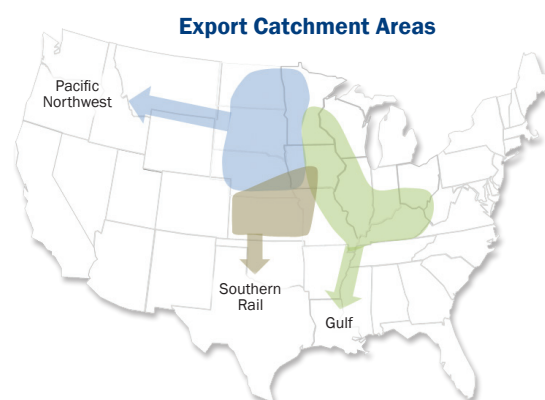 Export Catchment Areas
Pacific
Northwest
Southern
Rail
Gulf